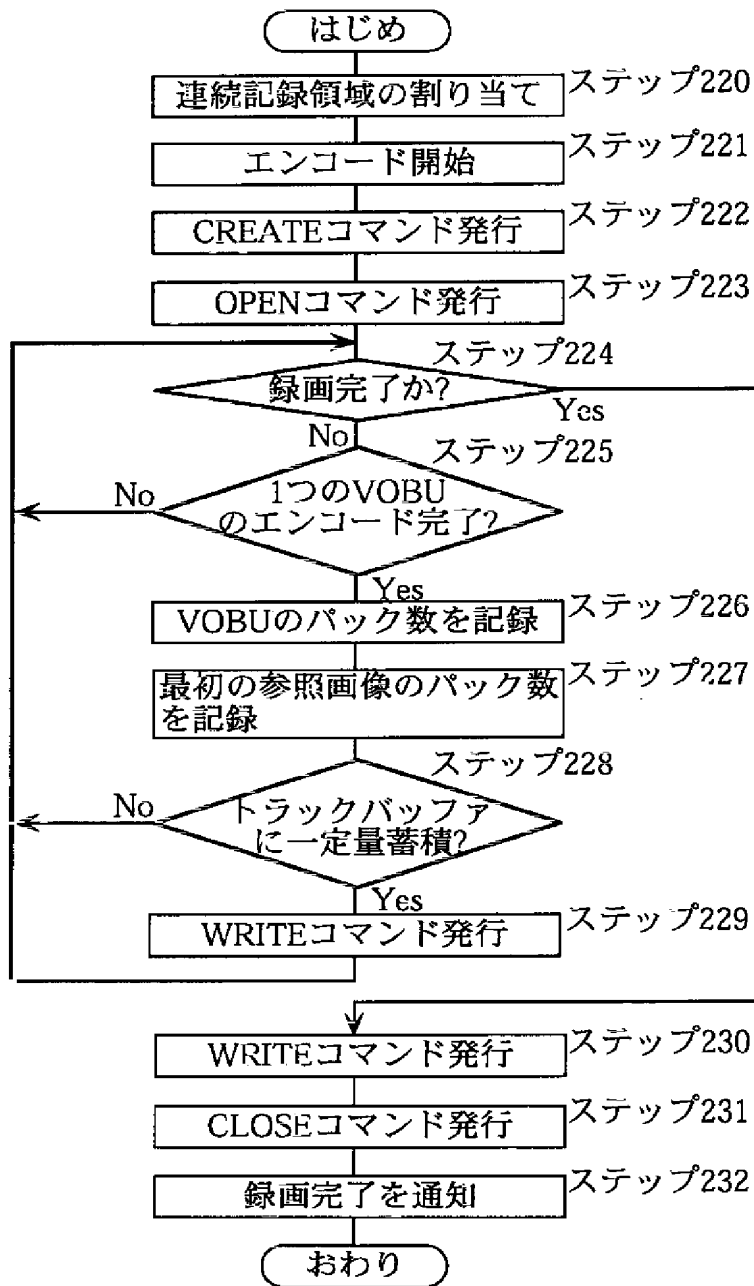 はじめ
連続記録領域の割り当て
ステップ220
エンコード開始
ステップ221
CREATEコマンド発行
ステップ222
OPENコマンド発行
ステップ223
ステップ224
録画完了か?
Yes
No
ステップ225
1つのVOBU
のエンコード完了?
No
Yes
VOBUのパック数を記録
ステップ226
最初の参照画像のパック数
を記録
ステップ227
ステップ228
トラックバッファ
に一定量蓄積?
No
Yes
WRITEコマンド発行
ステップ229
WRITEコマンド発行
ステップ230
CLOSEコマンド発行
ステップ231
録画完了を通知
ステップ232
おわり